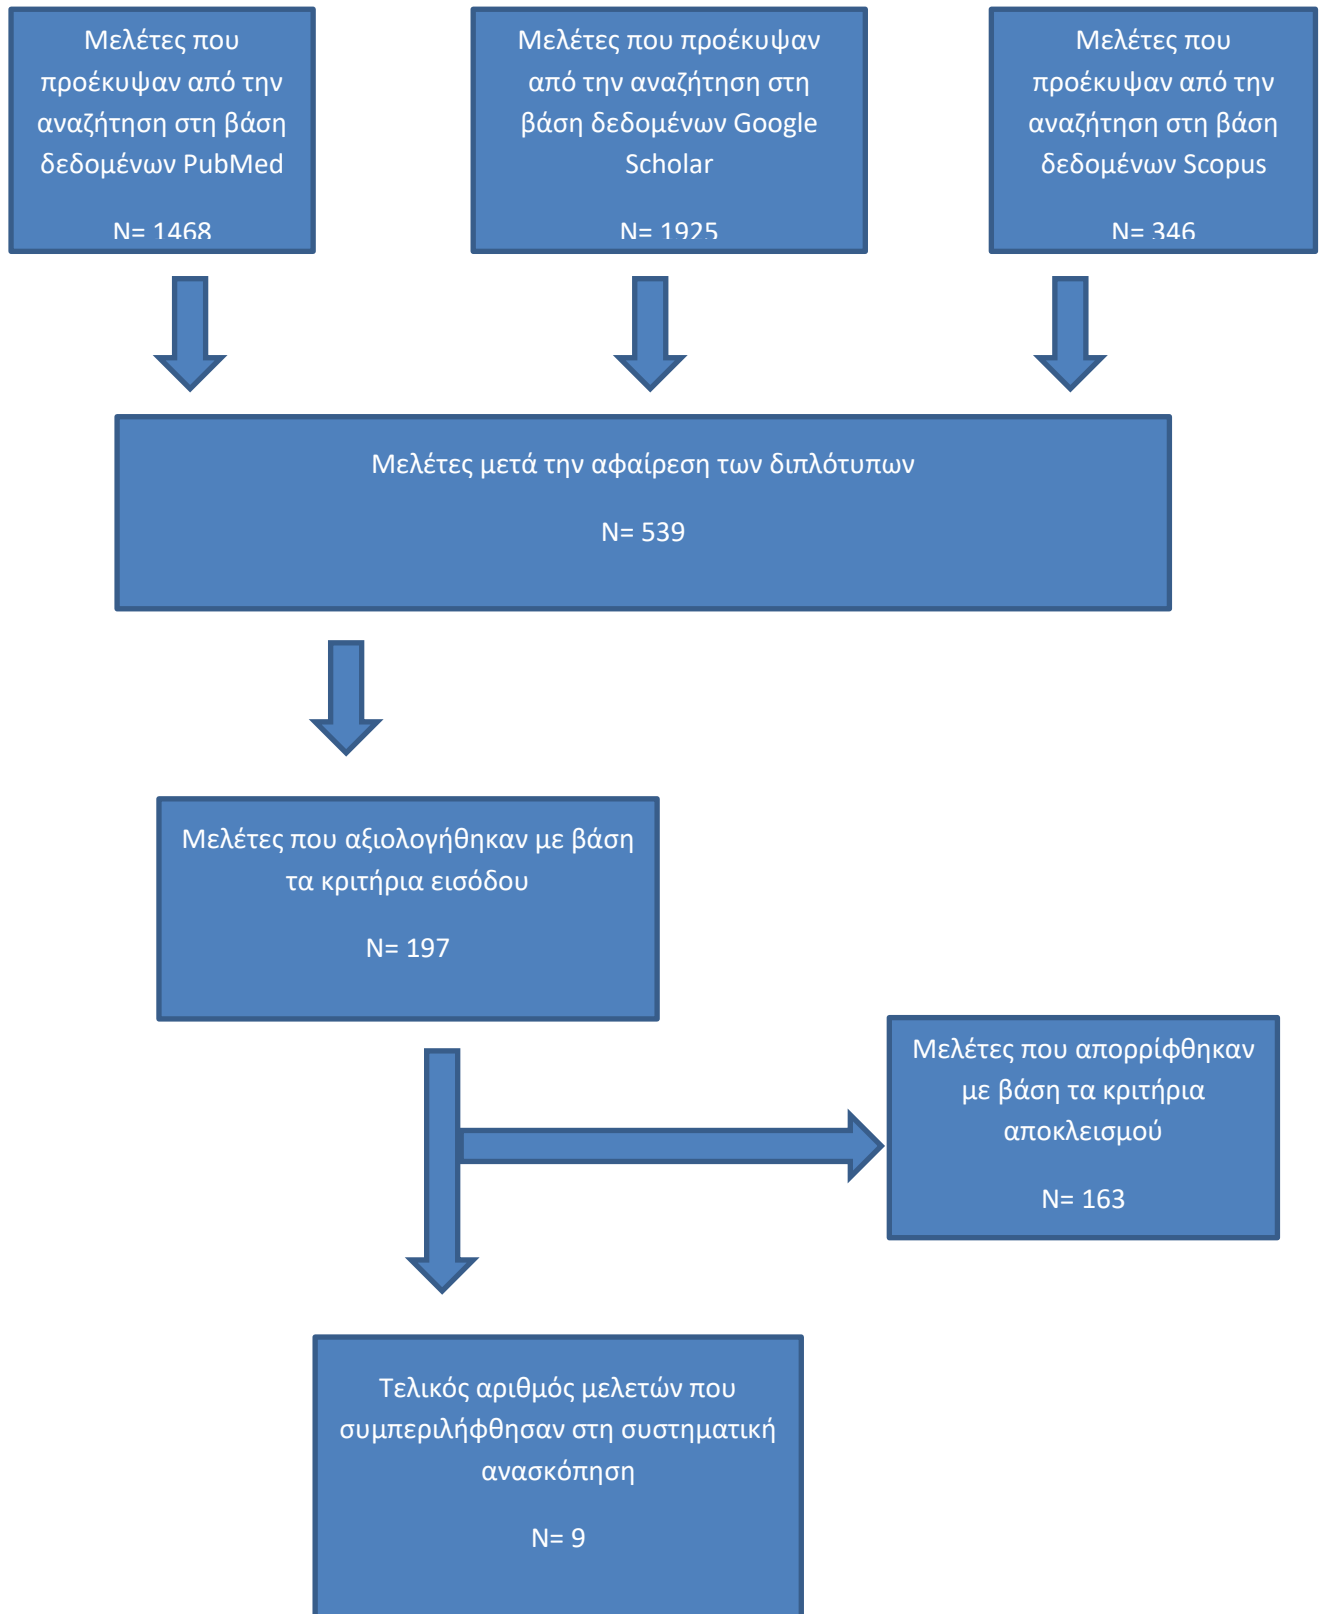 Μελέτες που
προέκυψαν από την
αναζήτηση στη βάση
δεδομένων PubMed
N= 1468
Μελέτες που προέκυψαν
από την αναζήτηση στη
βάση δεδομένων Google
Scholar
N= 1925
Μελέτες που
προέκυψαν από την
αναζήτηση στη βάση
δεδομένων Scopus
N= 346
Μελέτες μετά την αφαίρεση των διπλότυπων
N= 539
Μελέτες που αξιολογήθηκαν με βάση
τα κριτήρια εισόδου
N= 197
Μελέτες που απορρίφθηκαν
με βάση τα κριτήρια
αποκλεισμού
N= 163
Τελικός αριθμός μελετών που
συμπεριλήφθησαν στη συστηματική
ανασκόπηση
N= 9